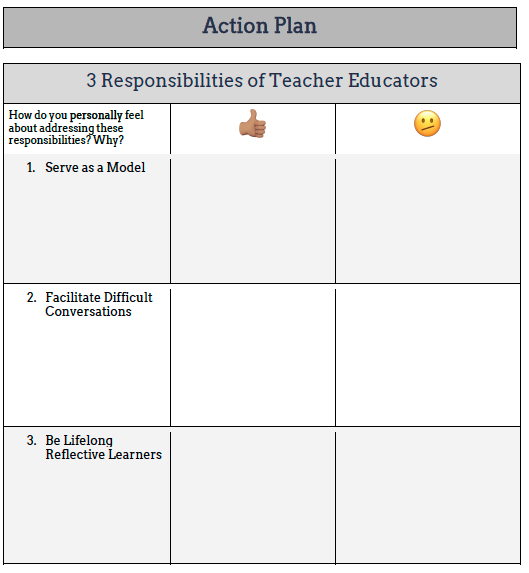 Action Plan
3 Responsibilities of Teacher Educators
How do you personally feel
about addressing these
responsibilities? Why?
1. Serve as a Model
2. Facilitate Difficult
Conversations
3. Be Lifelong
Reflective Learners